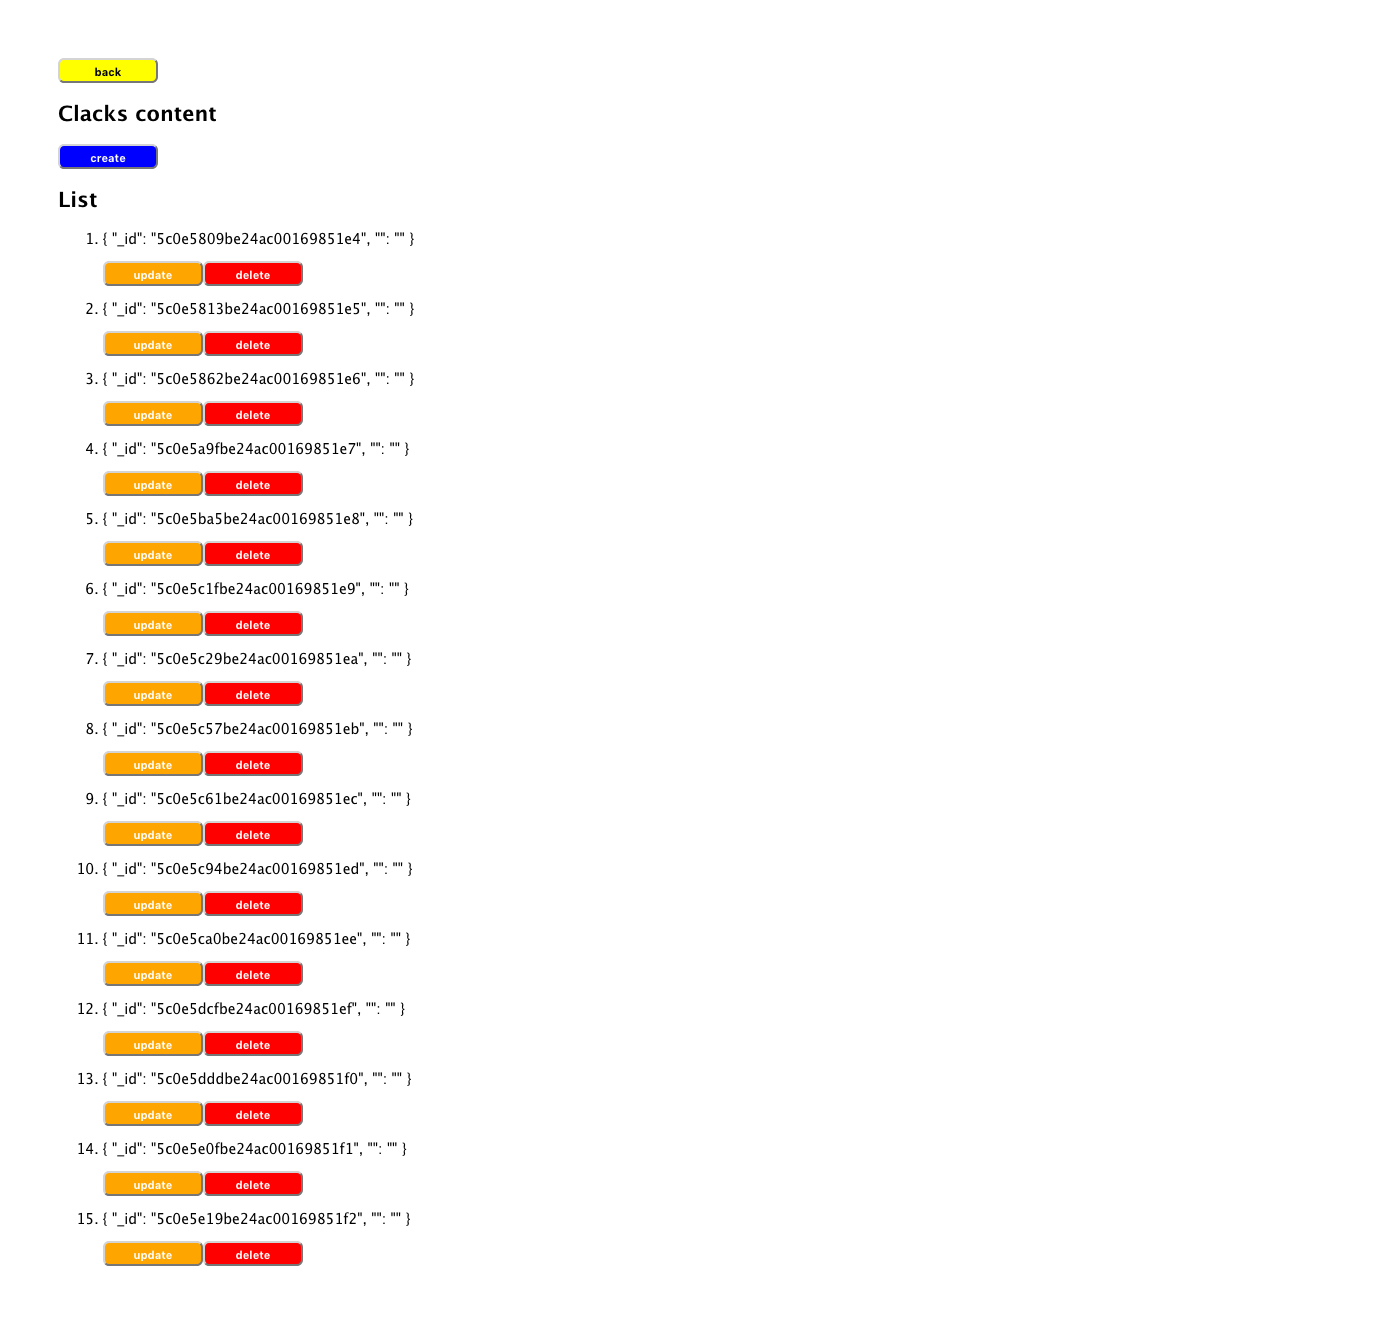 back
Clacks content
create
List
1. { "_id": "5c0e5809be24ac00169851e4", "": "" }
update delete
2. { "_id": "5c0e5813be24ac00169851e5", "": "" }
update delete
3. { "_id": "5c0e5862be24ac00169851e6", "": "" }
update delete
4. { "_id": "5c0e5a9fbe24ac00169851e7", "": "" }
update delete
5. { "_id": "5c0e5ba5be24ac00169851e8", "": "" }
update delete
6. { "_id": "5c0e5c1fbe24ac00169851e9", "": "" }
update delete
7. { "_id": "5c0e5c29be24ac00169851ea", "": "" }
update delete
8. { "_id": "5c0e5c57be24ac00169851eb", "": "" }
update delete
9. { "_id": "5c0e5c61be24ac00169851ec", "": "" }
update delete
10. { "_id": "5c0e5c94be24ac00169851ed", "": "" }
update delete
11. { "_id": "5c0e5ca0be24ac00169851ee", "": "" }
update delete
12. { "_id": "5c0e5dcfbe24ac00169851ef", "": "" }
update delete
13. { "_id": "5c0e5dddbe24ac00169851f0", "": "" }
update delete
14. { "_id": "5c0e5e0fbe24ac00169851f1", "": "" }
update delete
15. { "_id": "5c0e5e19be24ac00169851f2", "": "" }
update delete